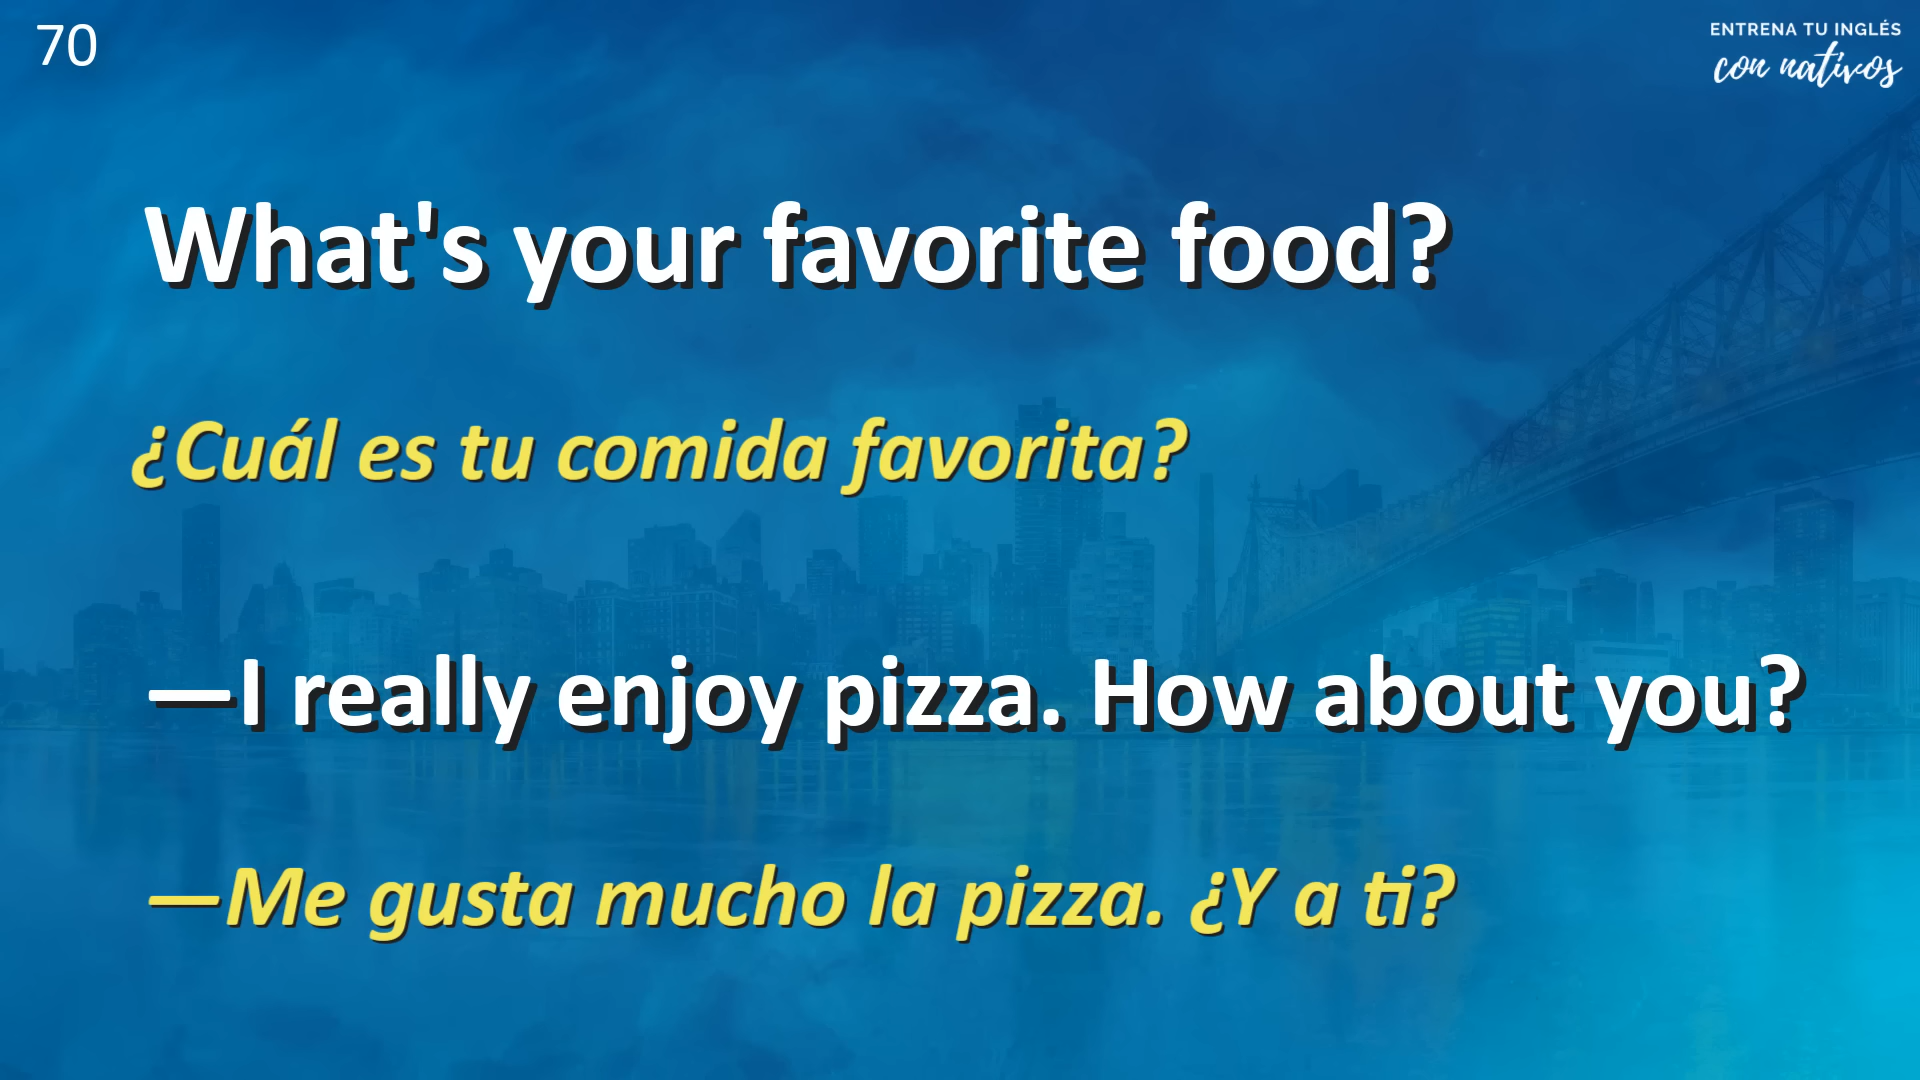 70
ENTRENA TU INGLÉS
con nativos
What's your favorite food?
¿Cuál es tu comida favorita?
—I really enjoy pizza. How about you?
—Me gusta mucho la pizza. ¿Y a ti?